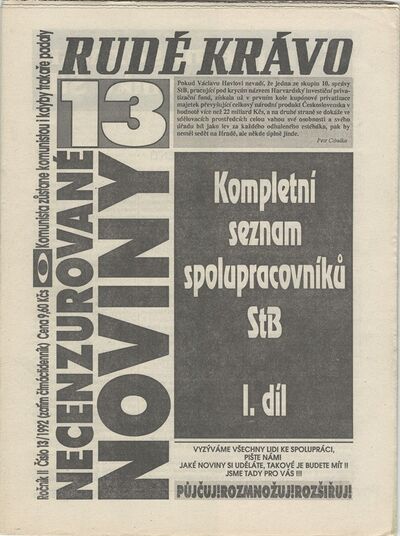 RUDÉ KRÁVO
13
Pokud Václavu Havlovi nevadí, že jedna ze skupin 10. správy
StB, pracující pod krycím názvem Harvardský investiční priva-
tizační fond, získala už v prvním kole kupónové privatizace
majetek převyšující celkový národní produkt Československa v
hodnotě více než 22 miliard Kčs, a na druhé straně se dokáže ve
sdělovacích prostředcích celou vahou své osobnosti a svého
úřadu bít jako lev za každého odhaleného estébáka, pak by
neměl sedět na Hradě, ale někde úplně jinde.
Petr Cibulka
NECENZUROVANÉ
NOVINY
Ročník II Číslo 13/1992 (zatím čtrnáctideník) Cena 9,60 Kčs
Komunista zůstane komunistou i kdyby trakaře padaly
Kompletní
seznam
spolupracovníků
StB
I. díl
VYZÝVÁME VŠECHNY LIDI KE SPOLUPRÁCI,
PIŠTE NÁM!
JAKÉ NOVINY SI UDĚLÁTE, TAKOVÉ JE BUDETE MÍT !!
JSME TADY PRO VÁS !!!
PŮJČUJ!ROZMNOŽUJ!ROZŠIŘUJ!